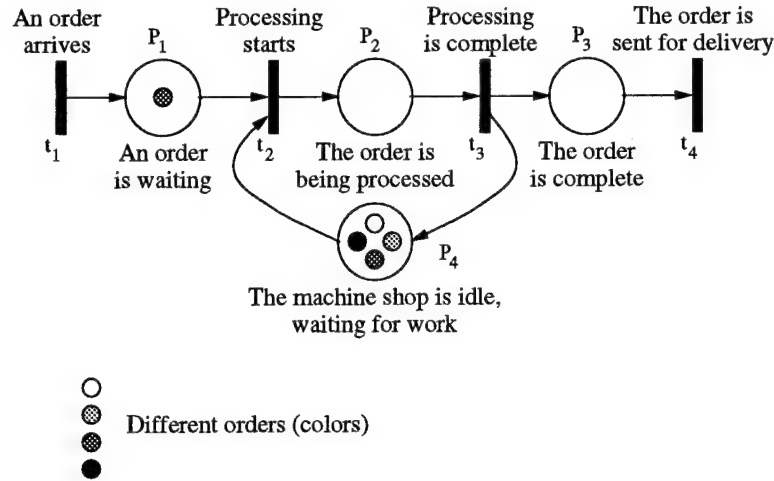 An order
arrives
P1
Processing
starts
P2
Processing
is complete
P3
The order is
sent for delivery
t1
An order
is waiting
t2
The order is
being processed
t3
The order
is complete
t4
P4
The machine shop is idle,
waiting for work
Different orders (colors)